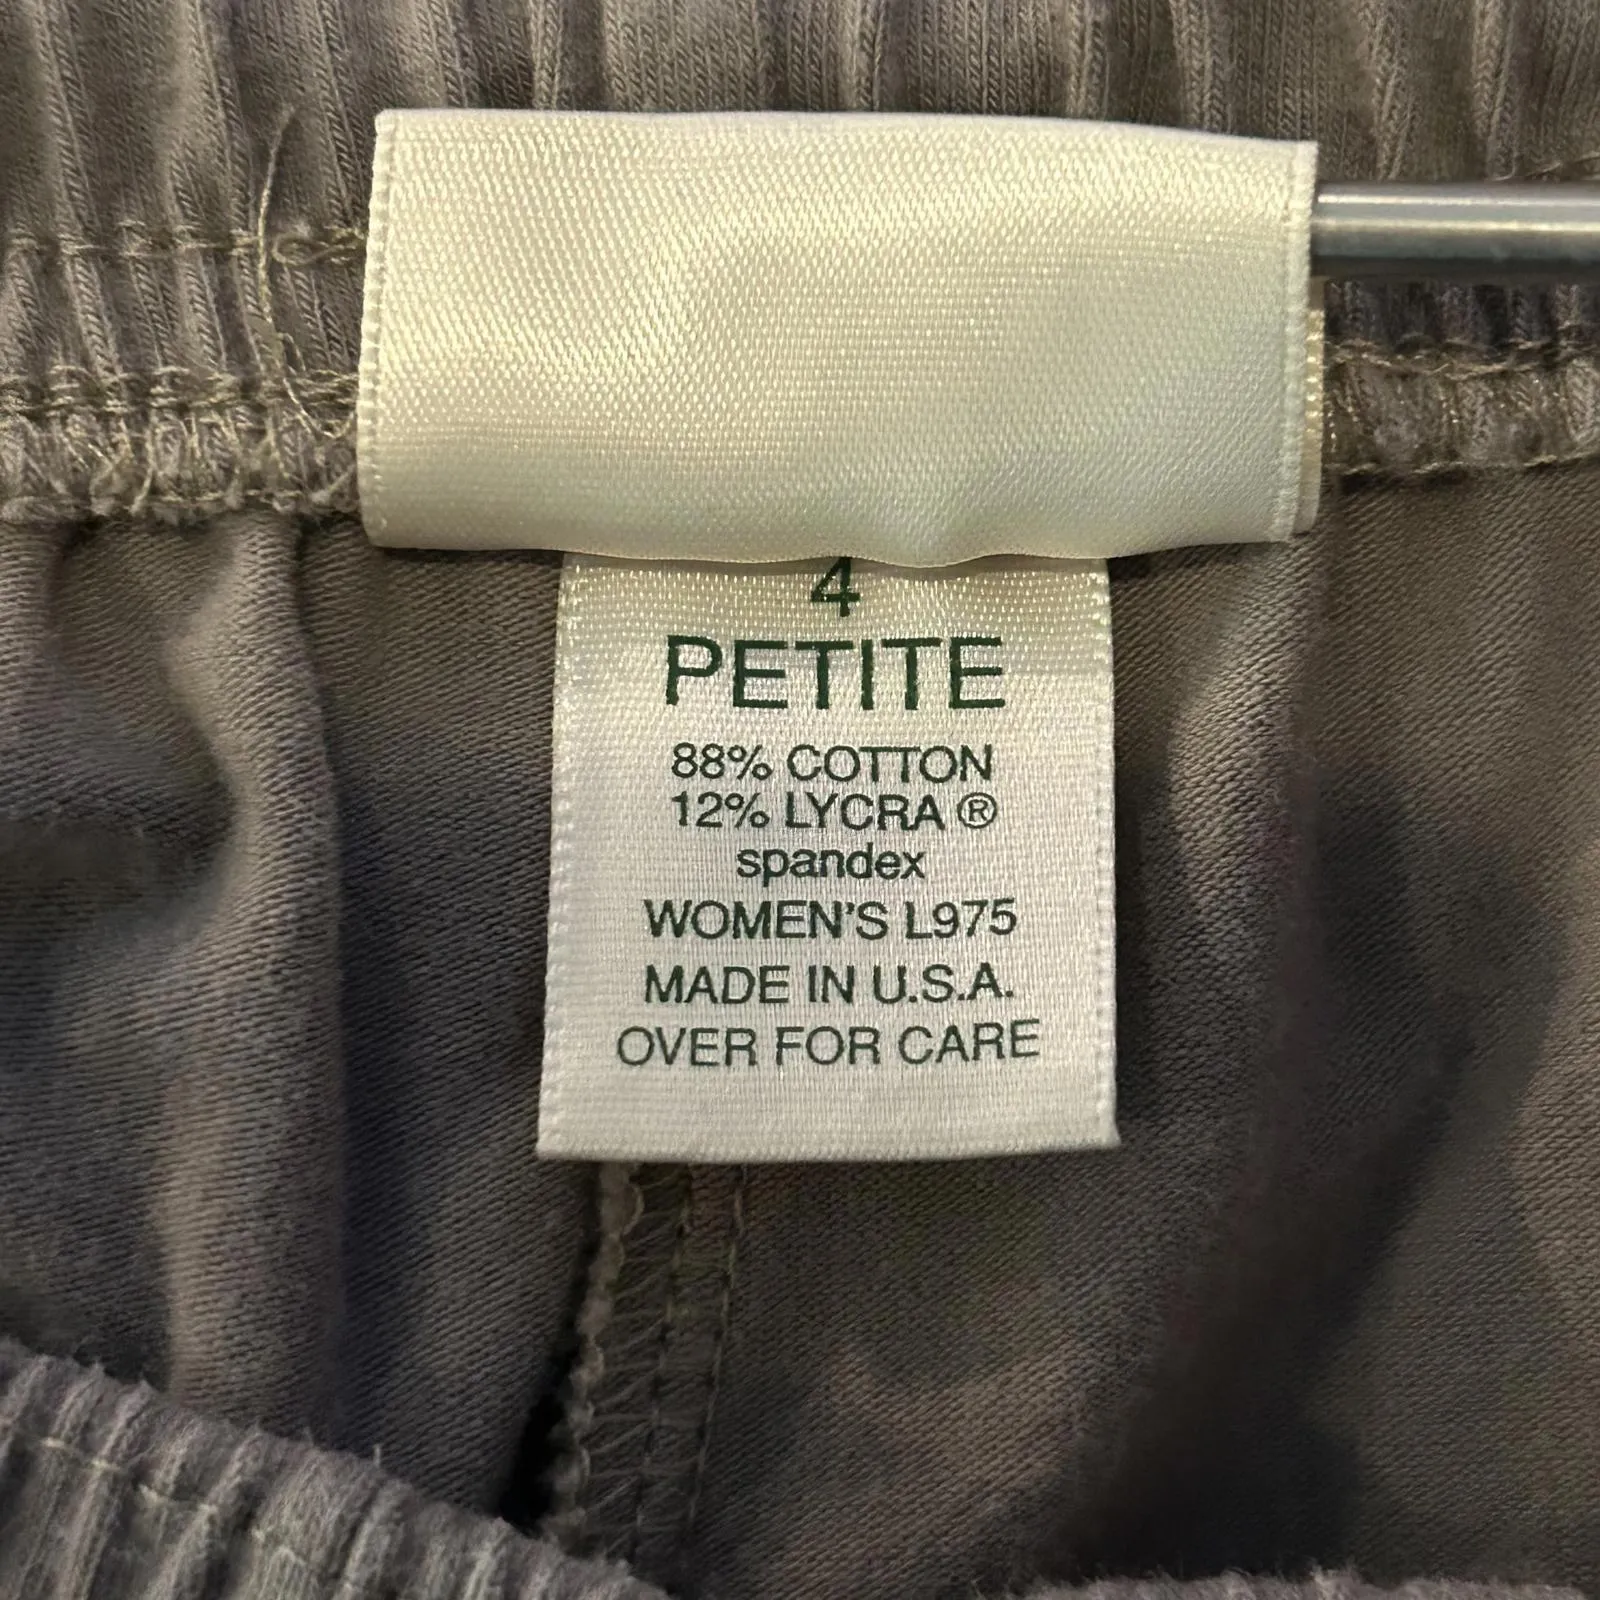 4
PETITE
88% COTTON
12% LYCRA ®
spandex
WOMEN'S L975
MADE IN U.S.A.
OVER FOR CARE